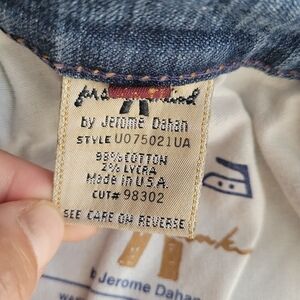 by Jerome Dahan
STYLE U075021UA
98% COTTON
2% LYCRA
Made in U.S.A.
CUT# 98302
SEE CARE ON REVERSE
by Jerome Dahan